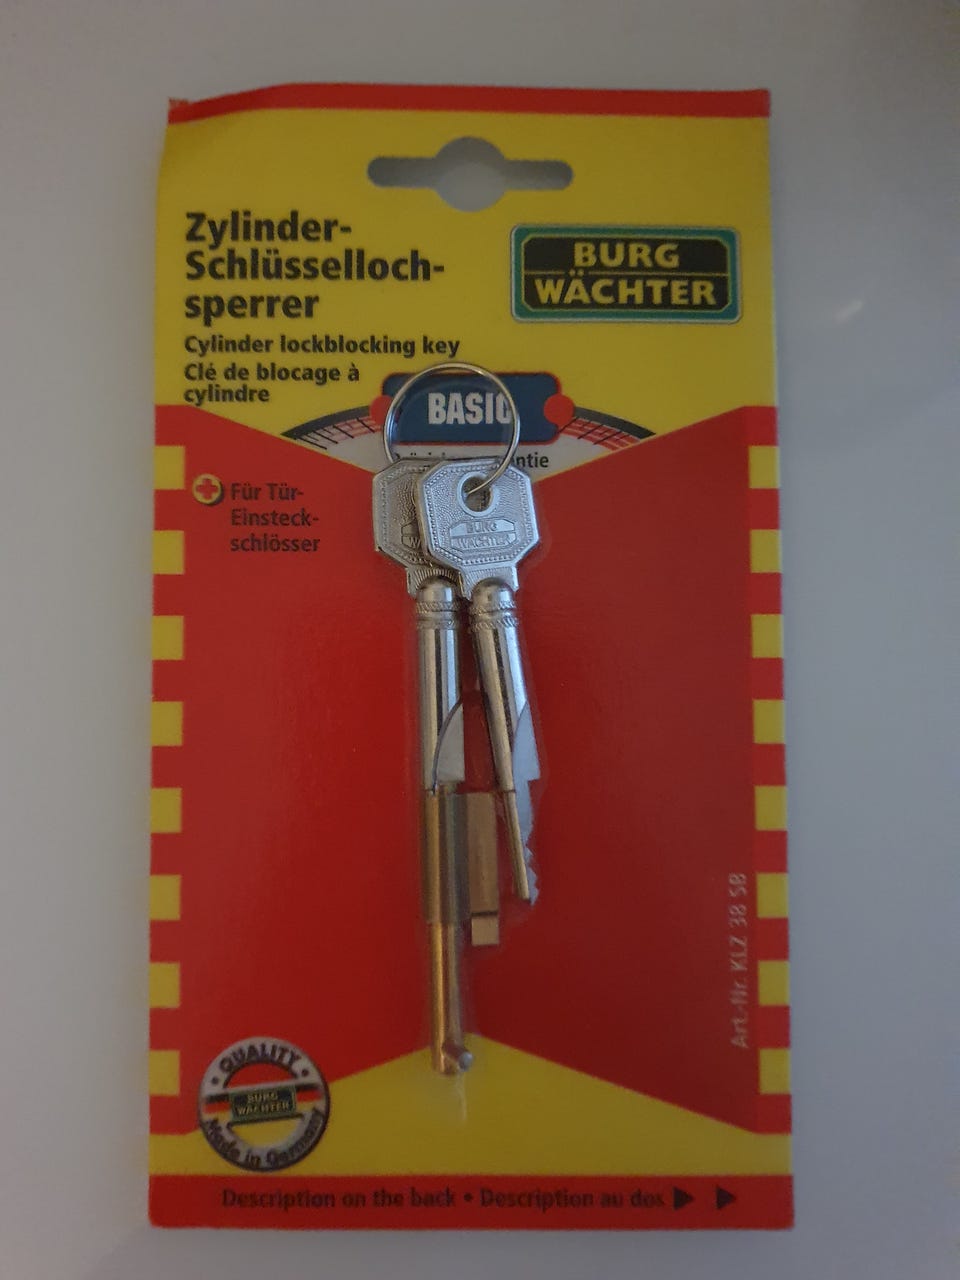 Zylinder-
Schlüsselloch-
sperrer
BURG
WÄCHTER
Cylinder lockblocking key
Clé de blocage à
cylindre
BASIC
Für Tür-
Einsteck-
schlösser
BURG
WÄCHTER
Art.-Nr. KLZ 38 SB
QUALITY
BURG
WÄCHTER
Made in Germany
Description on the back • Description au dos